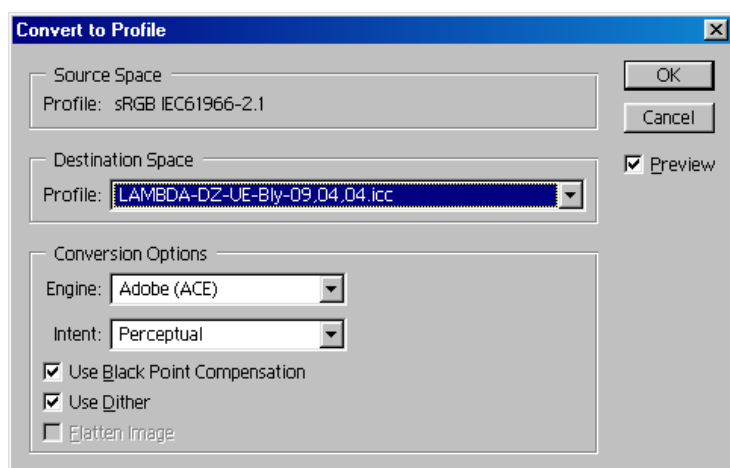 Convert to Profile
Source Space
Profile: sRGB IEC61966-2.1
OK
Cancel
Destination Space
Preview
Profile: LAMBDA-DZ-UE-Bly-09,04,04.icc
Conversion Options
Engine: Adobe (ACE)
Intent: Perceptual
Use Black Point Compensation
Use Dither
Flatten Image